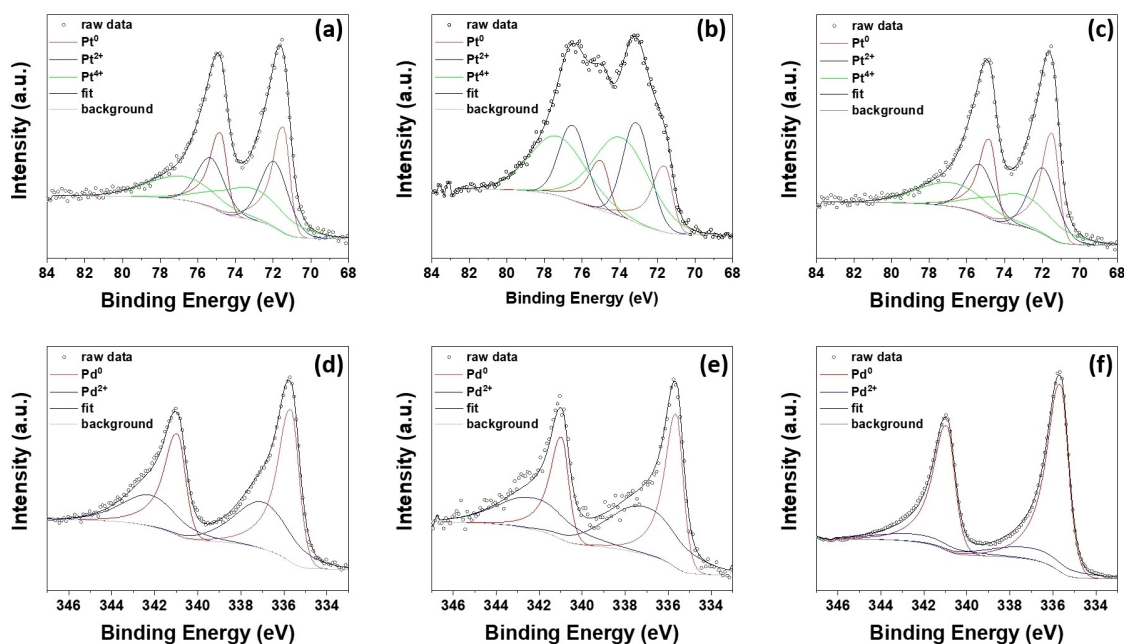 (a)
raw data
Pt⁰
Pt²⁺
Pt⁴⁺
fit
background
Intensity (a.u.)
84 82 80 78 76 74 72 70 68
Binding Energy (eV)
(b)
raw data
Pt⁰
Pt²⁺
Pt⁴⁺
fit
background
Intensity (a.u.)
84 82 80 78 76 74 72 70 68
Binding Energy (eV)
(c)
raw data
Pt⁰
Pt²⁺
Pt⁴⁺
fit
background
Intensity (a.u.)
84 82 80 78 76 74 72 70 68
Binding Energy (eV)
(d)
raw data
Pd⁰
Pd²⁺
fit
background
Intensity (a.u.)
346 344 342 340 338 336 334
Binding Energy (eV)
(e)
raw data
Pd⁰
Pd²⁺
fit
background
Intensity (a.u.)
346 344 342 340 338 336 334
Binding Energy (eV)
(f)
raw data
Pd⁰
Pd²⁺
fit
background
Intensity (a.u.)
346 344 342 340 338 336 334
Binding Energy (eV)